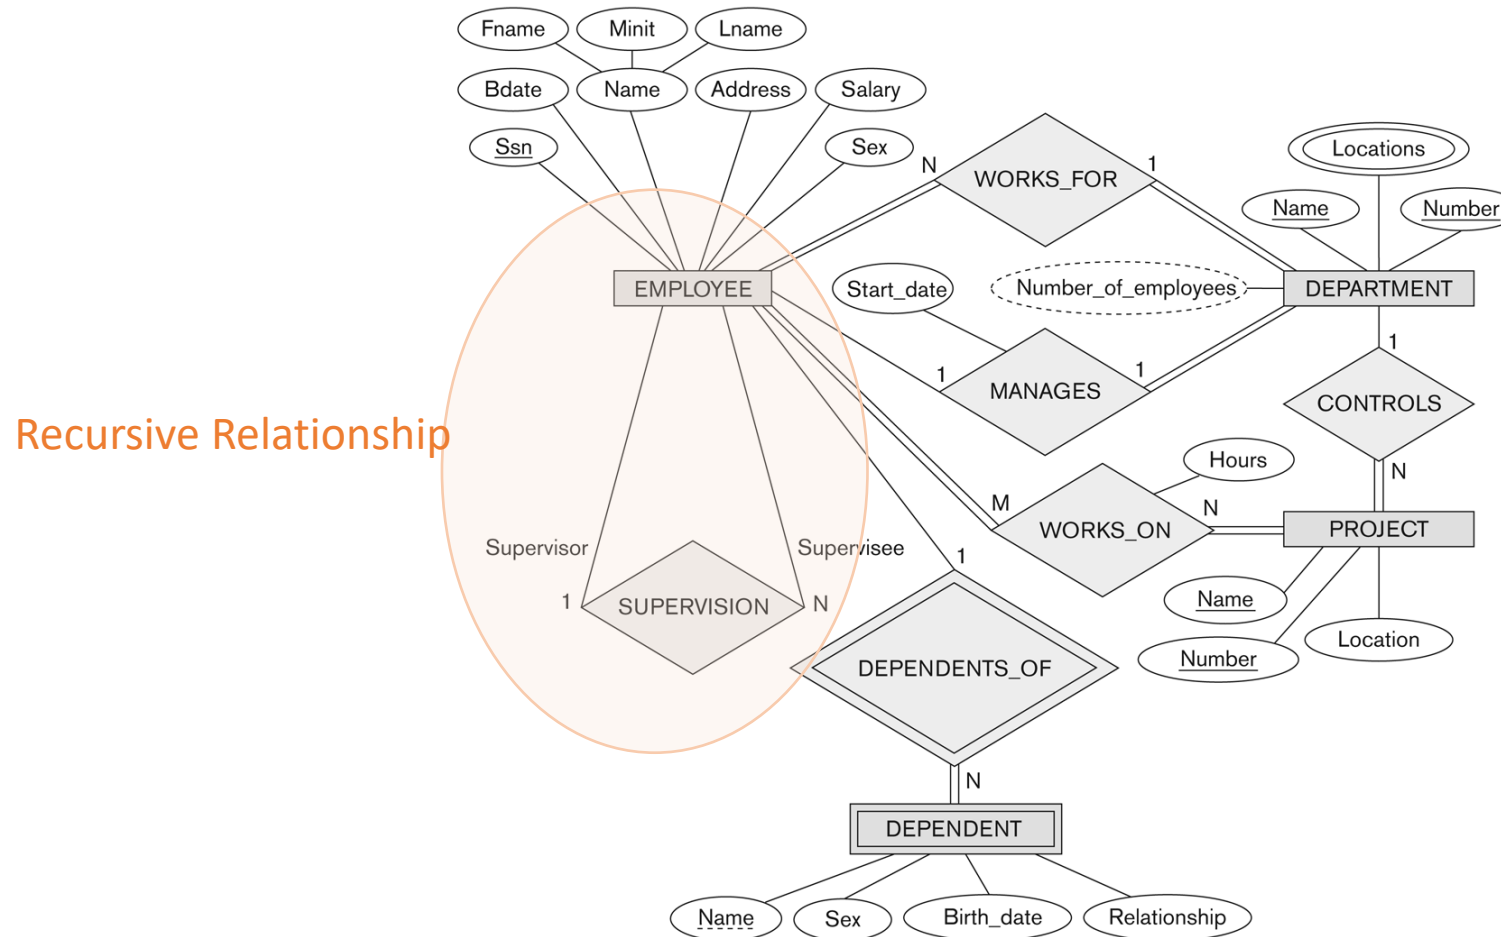 Fname
Minit
Lname
Bdate
Name
Address
Salary
Ssn
Sex
N
WORKS_FOR
1
Locations
Name
Number
EMPLOYEE
Start_date
Number_of_employees
DEPARTMENT
1
MANAGES
1
1
CONTROLS
N
Recursive Relationship
Hours
M
WORKS_ON
N
PROJECT
Supervisor
Supervisee
1
SUPERVISION
N
1
Name
Number
Location
DEPENDENTS_OF
N
DEPENDENT
Name
Sex
Birth_date
Relationship